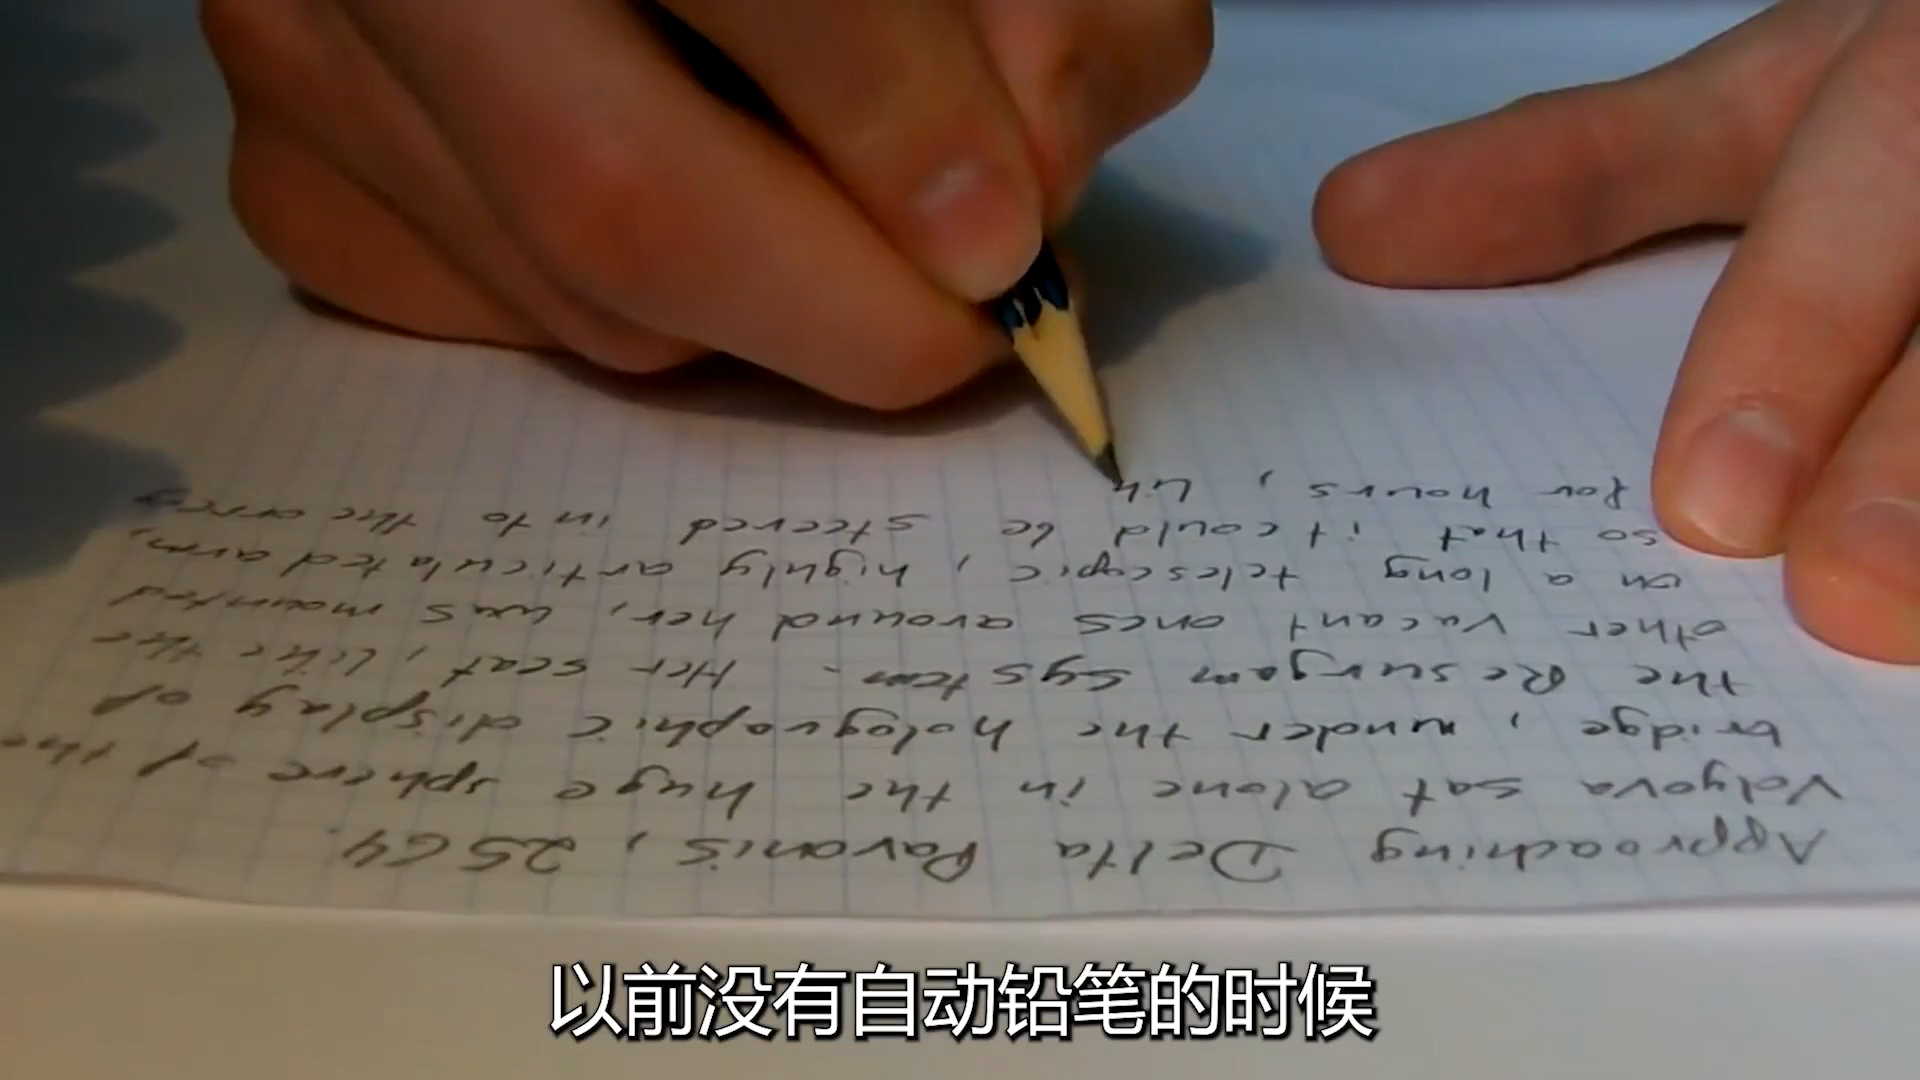 Approaching Delta Pavonis, 2564.
Volyova sat alone in the huge sphere of the
bridge, under the holographic display of
the Resurgam system. Her seat, like the
other vacant ones around her, was mounted
on a long telescopic, highly articulated arm,
so that it could be steered in to the
for hours,
以前没有自动铅笔的时候